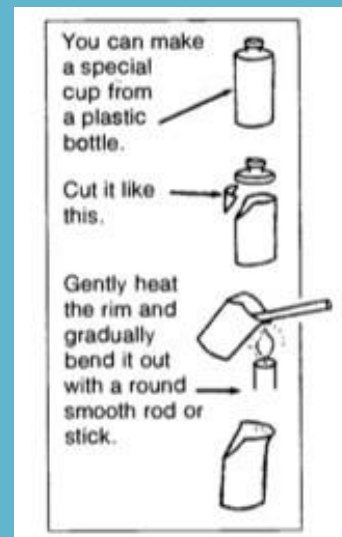 You can make
a special
cup from
a plastic
bottle.
Cut it like
this.
Gently heat
the rim and
gradually
bend it out
with a round
smooth rod or
stick.